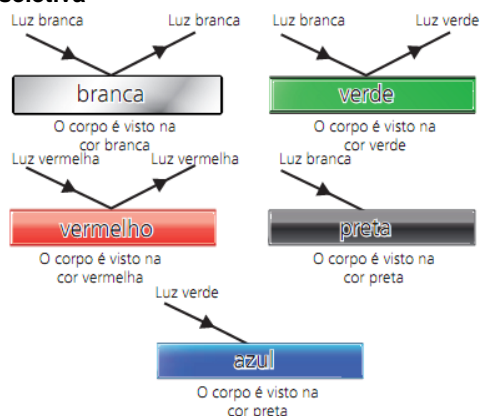 seletiva
Luz branca Luz branca Luz branca Luz verde
branca verde
O corpo é visto na
cor branca
O corpo é visto na
cor verde
Luz vermelha Luz vermelha Luz branca
vermelho preta
O corpo é visto na
cor vermelha
O corpo é visto na
cor preta
Luz verde
azul
O corpo é visto na
cor preta